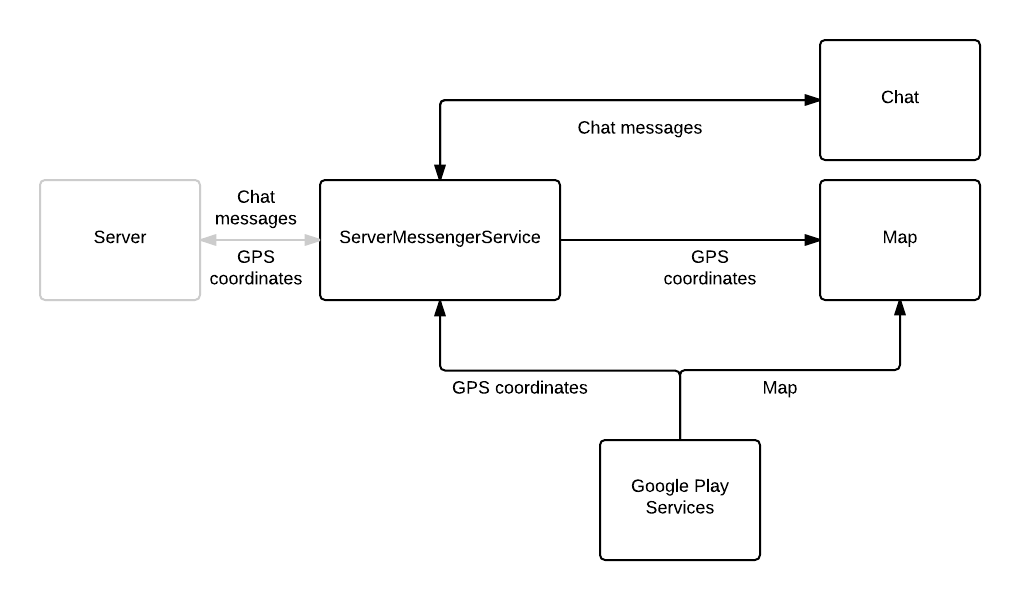 Chat
Chat messages
Chat
messages
Server
ServerMessengerService
Map
GPS
coordinates
GPS
coordinates
GPS coordinates
Map
Google Play
Services